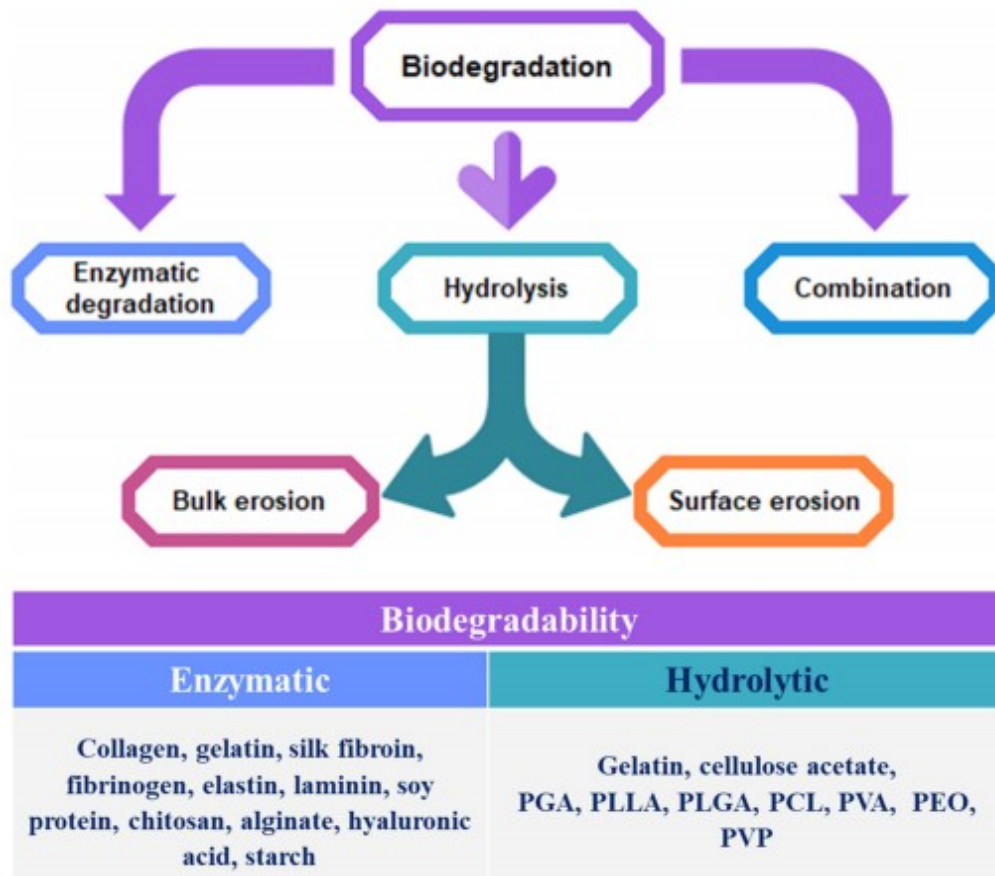 Biodegradation
Enzymatic
degradation
Hydrolysis
Combination
Bulk erosion
Surface erosion
Biodegradability
Enzymatic
Hydrolytic
Collagen, gelatin, silk fibroin,
fibrinogen, elastin, laminin, soy
protein, chitosan, alginate, hyaluronic
acid, starch
Gelatin, cellulose acetate,
PGA, PLLA, PLGA, PCL, PVA, PEO,
PVP